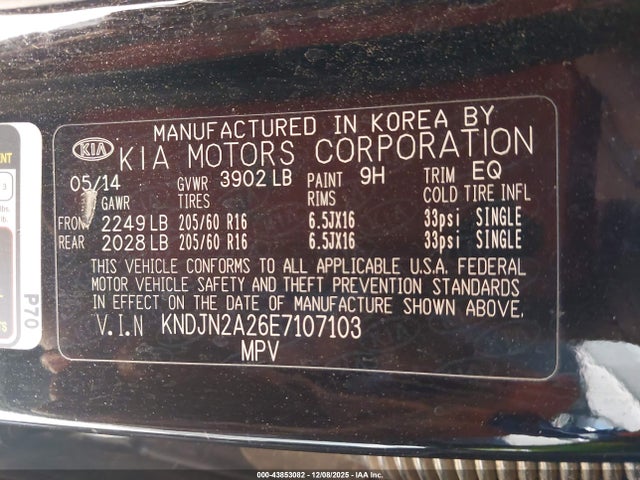 MANUFACTURED IN KOREA BY
KIA KIA MOTORS CORPORATION
05/14 GVWR 3902 LB PAINT 9H TRIM EQ
GAWR TIRES RIMS COLD TIRE INFL
FRONT 2249 LB 205/60 R16 6.5JX16 33psi SINGLE
REAR 2028 LB 205/60 R16 6.5JX16 33psi SINGLE
THIS VEHICLE CONFORMS TO ALL APPLICABLE U.S.A. FEDERAL
MOTOR VEHICLE SAFETY AND THEFT PREVENTION STANDARDS
IN EFFECT ON THE DATE OF MANUFACTURE SHOWN ABOVE.
V.I.N KNDJN2A26E7107103
MPV
P70
000-43853082 - 12/08/2025 - IAA Inc.